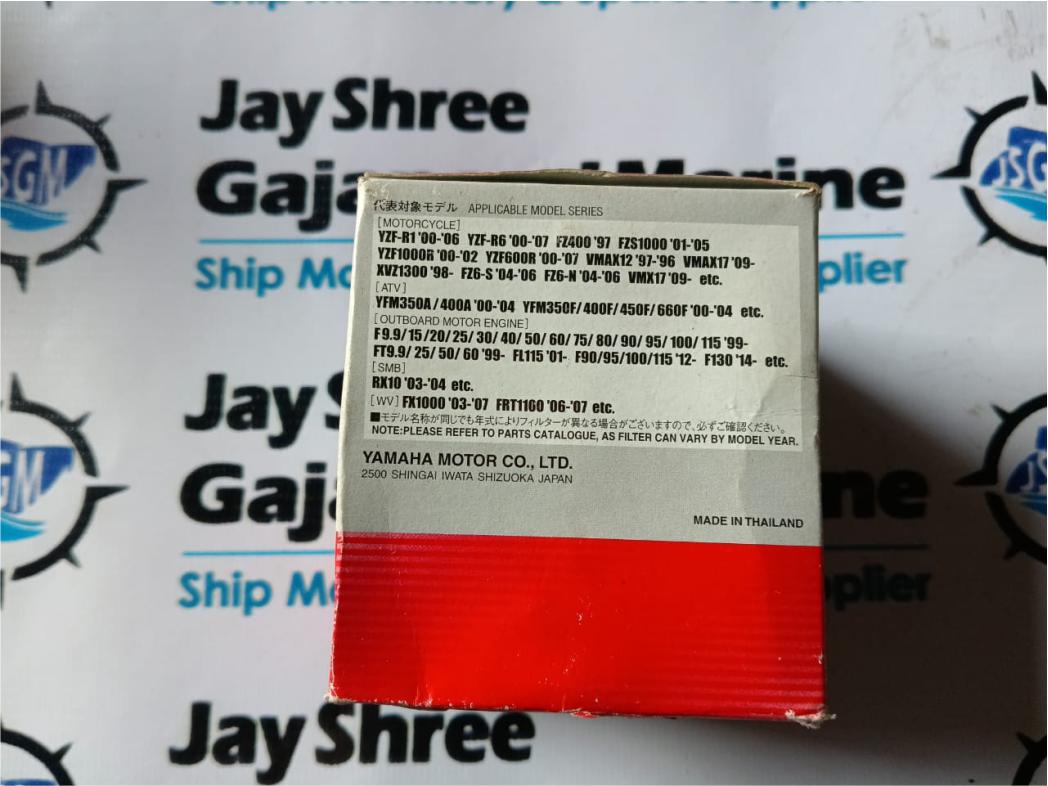 Ship Machinery & Spares Supplier
Jay Shree
Marine
Ship
plier
SGM
JSG
代表対象モデル APPLICABLE MODEL SERIES
[MOTORCYCLE]
YZF-R1 '00-'06 YZF-R6 '00-'07 FZ400 '97 FZS1000 '01-'05
YZF1000R '00-'02 YZF600R '00-'07 VMAX12 '97-'96 VMAX17 '09-
XVZ1300 '98- FZ6-S '04-'06 FZ6-N '04-'06 VMX17 '09- etc.
[ATV]
YFM350A/400A '00-'04 YFM350F/400F/450F/660F '00-'04 etc.
[OUTBOARD MOTOR ENGINE]
F9.9/15/20/25/30/40/50/60/75/80/90/95/100/115 '99-
FT9.9/25/50/60 '99- FL115 '01- F90/95/100/115 '12- F130 '14- etc.
[SMB]
RX10 '03-'04 etc.
[WV] FX1000 '03-'07 FRT1160 '06-'07 etc.
■モデル名称が同じでも年式によりフィルターが異なる場合がございますので、必ずご確認ください。
NOTE:PLEASE REFER TO PARTS CATALOGUE, AS FILTER CAN VARY BY MODEL YEAR.
YAMAHA MOTOR CO., LTD.
2500 SHINGAI IWATA SHIZUOKA JAPAN
MADE IN THAILAND
Jay
Gaja
ne
Ship
plier
GM
Jay Shree